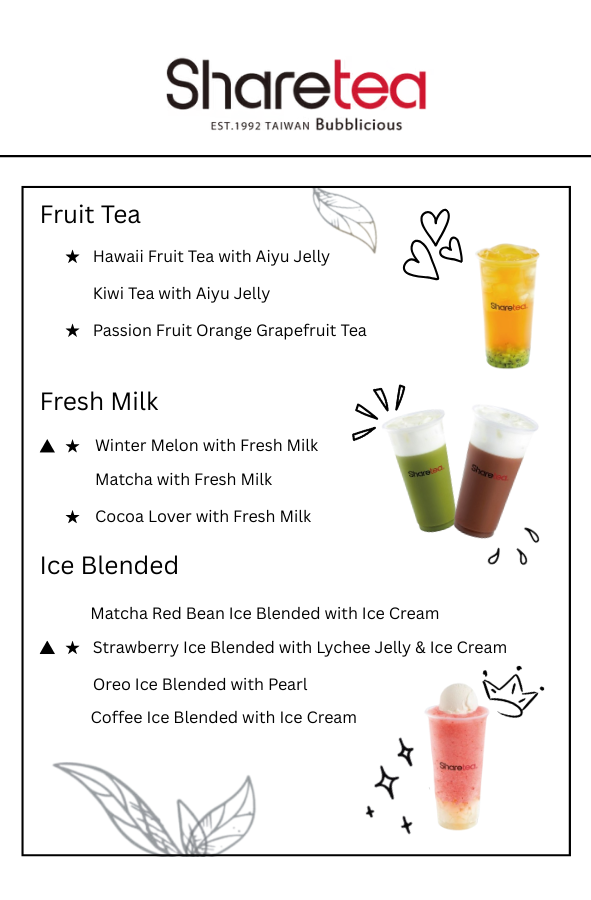 Sharetea
EST.1992 TAIWAN Bubblicious
Fruit Tea
★ Hawaii Fruit Tea with Aiyu Jelly
Kiwi Tea with Aiyu Jelly
★ Passion Fruit Orange Grapefruit Tea
Sharetea
Fresh Milk
▲ ★ Winter Melon with Fresh Milk
Matcha with Fresh Milk
★ Cocoa Lover with Fresh Milk
Sharetea
Sharetea
Ice Blended
Matcha Red Bean Ice Blended with Ice Cream
▲ ★ Strawberry Ice Blended with Lychee Jelly & Ice Cream
Oreo Ice Blended with Pearl
Coffee Ice Blended with Ice Cream
Sharetea